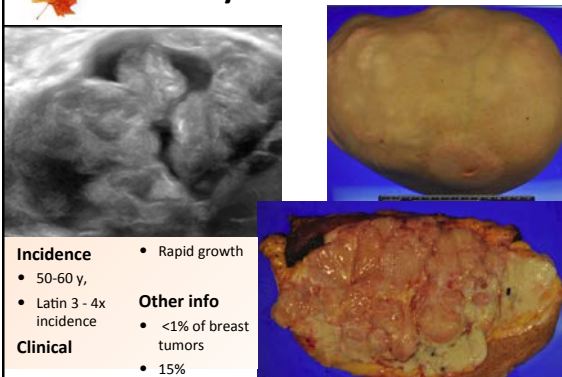 Incidence
• 50-60 y,
• Latin 3 - 4x
incidence
Clinical
• Rapid growth
Other info
• <1% of breast
tumors
• 15%